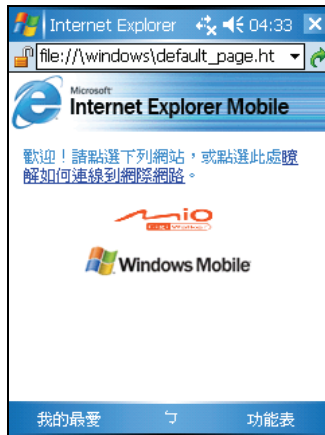 Internet Explorer 04:33
file://\windows\default_page.ht
Microsoft
Internet Explorer Mobile
歡迎！請點選下列網站，或點選此處瞭
解如何連線到網際網路。
Mio
Windows Mobile
我的最愛 ㄅ 功能表